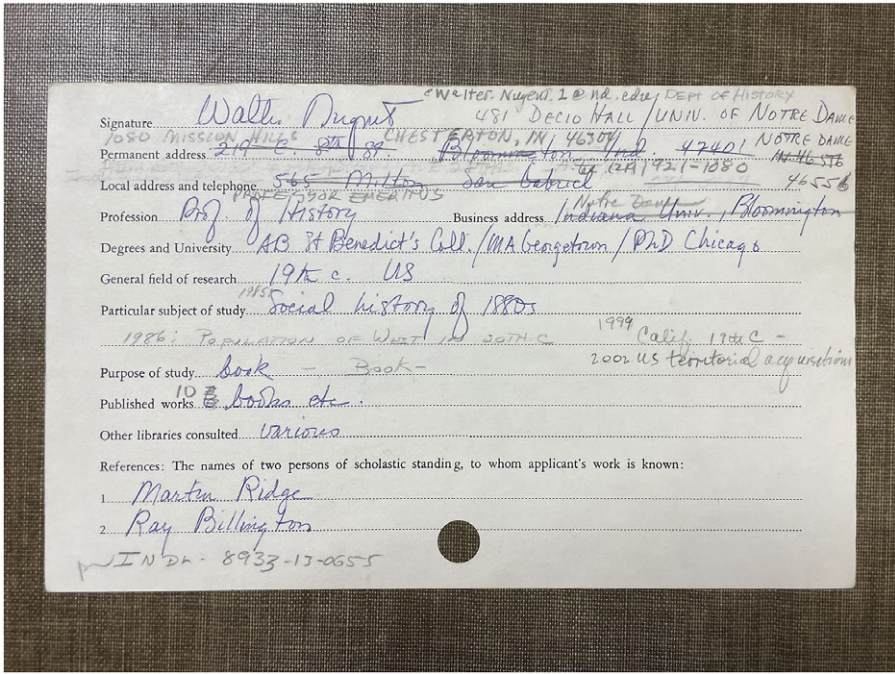 eWalter.Nugent.1@nd.edu/ DEPT OF HISTORY
Signature Walter Nugent 481 DECIO HALL / UNIV. OF NOTRE DAME
1080 MISSION HILLS CHESTERTON, IN 46304 NOTRE DAME
Permanent address 219 E. 8th St. Bloomington Ind 47401 IN 46556
(219) 921-1080
Local address and telephone 565 Milton San Gabriel 46556
PROFESSOR EMERITUS Notre Dame
Profession Prof. of History Business address Indiana Univ., Bloomington
Degrees and University AB St Benedict's Coll. / MA Georgetown / PhD Chicago
General field of research 19th c. US
Particular subject of study 1985: Social history of 1880s
1986: POPULATION OF WEST IN 20TH C 1999 Calif. 19th C -
2002 US territorial acquisitions
Purpose of study book - Book -
Published works 10 books etc.
Other libraries consulted various
References: The names of two persons of scholastic standing, to whom applicant's work is known:
1 Martin Ridge
2 Ray Billington
INDL - 8933-13-0655